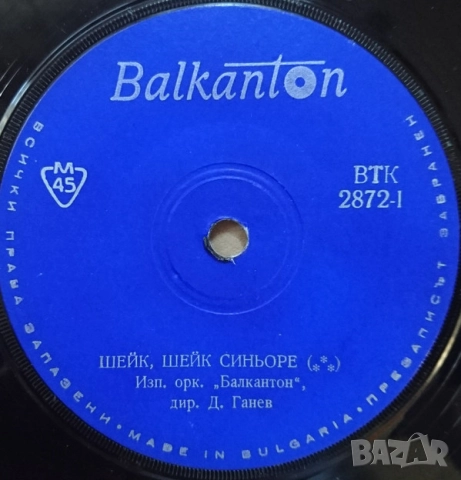 Balkanton
M
45
ВТК
2872-I
ШЕЙК, ШЕЙК СИНЬОРЕ (⁂)
Изп. орк. „Балкантон“,
дир. Д. Ганев
ВСИЧКИ ПРАВА ЗАПАЗЕНИ · MADE IN BULGARIA · ПРЕЗАПИСЪТ ЗАБРАНЕН
BAZAR